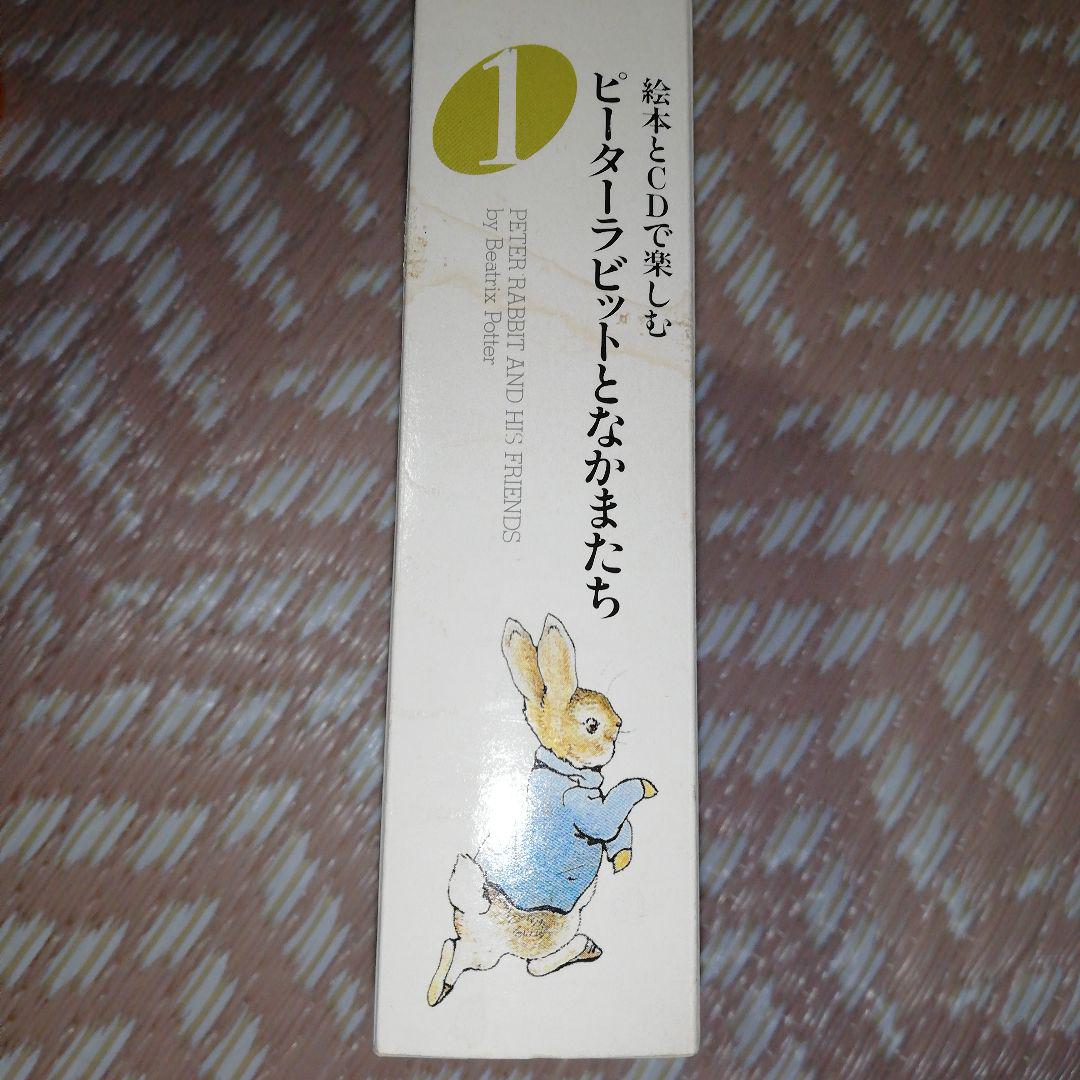 1
絵本とCDで楽しむ
ピーターラビットとなかまたち
PETER RABBIT AND HIS FRIENDS
by Beatrix Potter